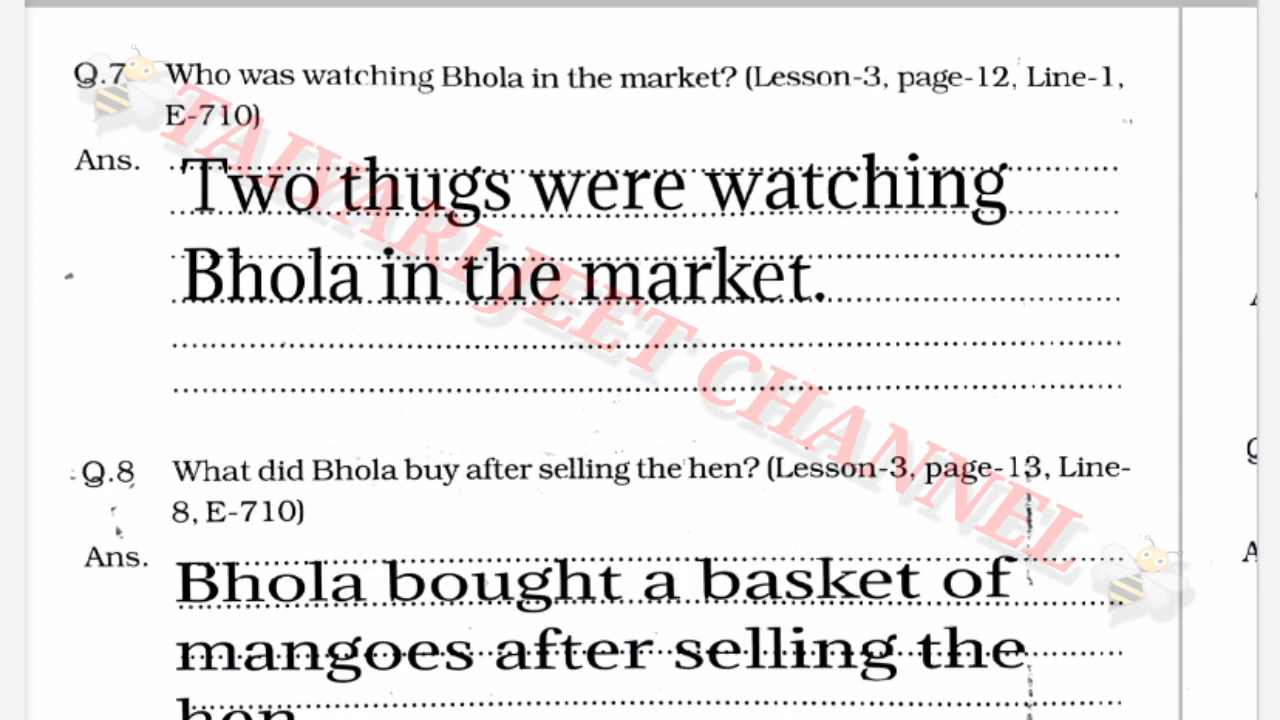 Q.7 Who was watching Bhola in the market? (Lesson-3, page-12, Line-1,
E-710)
Ans. Two thugs were watching
Bhola in the market.
TAIYARI JEET CHANNEL
Q.8 What did Bhola buy after selling the hen? (Lesson-3, page-13, Line-
8, E-710)
Ans. Bhola bought a basket of
mangoes after selling the
hen